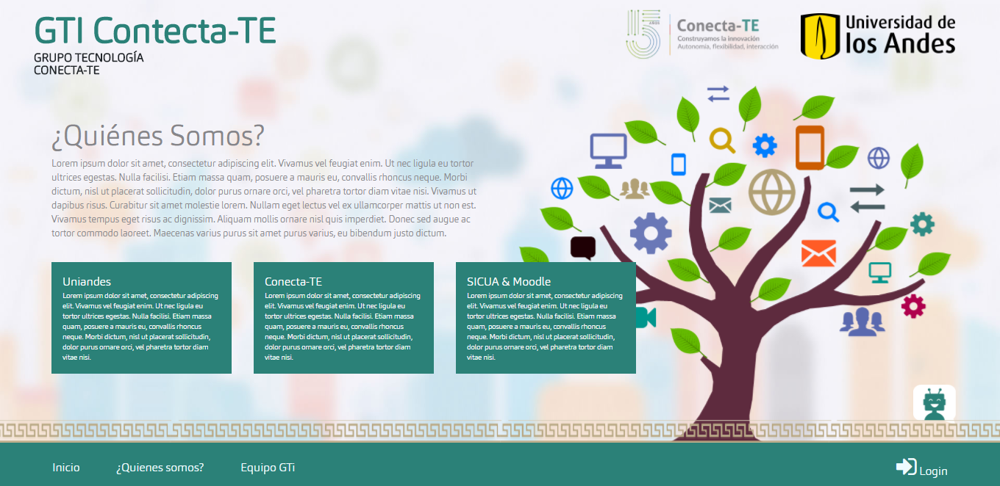 GTI Contecta-TE
GRUPO TECNOLOGÍA
CONECTA-TE
15
AÑOS
Conecta-TE
Construyamos la innovación
Autonomía, flexibilidad, interacción
Universidad de
los Andes
¿Quiénes Somos?
Lorem ipsum dolor sit amet, consectetur adipiscing elit. Vivamus vel feugiat enim. Ut nec ligula eu tortor
ultrices egestas. Nulla facilisi. Etiam massa quam, posuere a mauris eu, convallis rhoncus neque. Morbi
dictum, nisl ut placerat sollicitudin, dolor purus ornare orci, vel pharetra tortor diam vitae nisi. Vivamus ut
dapibus risus. Curabitur sit amet molestie lorem. Nullam eget lectus vel ex ullamcorper mattis ut non est.
Vivamus tempus eget risus ac dignissim. Aliquam mollis ornare nisl quis imperdiet. Donec sed augue ac
tortor commodo laoreet. Maecenas varius purus sit amet purus varius, eu bibendum justo dictum.
Uniandes
Lorem ipsum dolor sit amet, consectetur adipiscing
elit. Vivamus vel feugiat enim. Ut nec ligula eu
tortor ultrices egestas. Nulla facilisi. Etiam massa
quam, posuere a mauris eu, convallis rhoncus
neque. Morbi dictum, nisl ut placerat sollicitudin,
dolor purus ornare orci, vel pharetra tortor diam
vitae nisi.
Conecta-TE
Lorem ipsum dolor sit amet, consectetur adipiscing
elit. Vivamus vel feugiat enim. Ut nec ligula eu
tortor ultrices egestas. Nulla facilisi. Etiam massa
quam, posuere a mauris eu, convallis rhoncus
neque. Morbi dictum, nisl ut placerat sollicitudin,
dolor purus ornare orci, vel pharetra tortor diam
vitae nisi.
SICUA & Moodle
Lorem ipsum dolor sit amet, consectetur adipiscing
elit. Vivamus vel feugiat enim. Ut nec ligula eu
tortor ultrices egestas. Nulla facilisi. Etiam massa
quam, posuere a mauris eu, convallis rhoncus
neque. Morbi dictum, nisl ut placerat sollicitudin,
dolor purus ornare orci, vel pharetra tortor diam
vitae nisi.
Inicio
¿Quienes somos?
Equipo GTi
Login